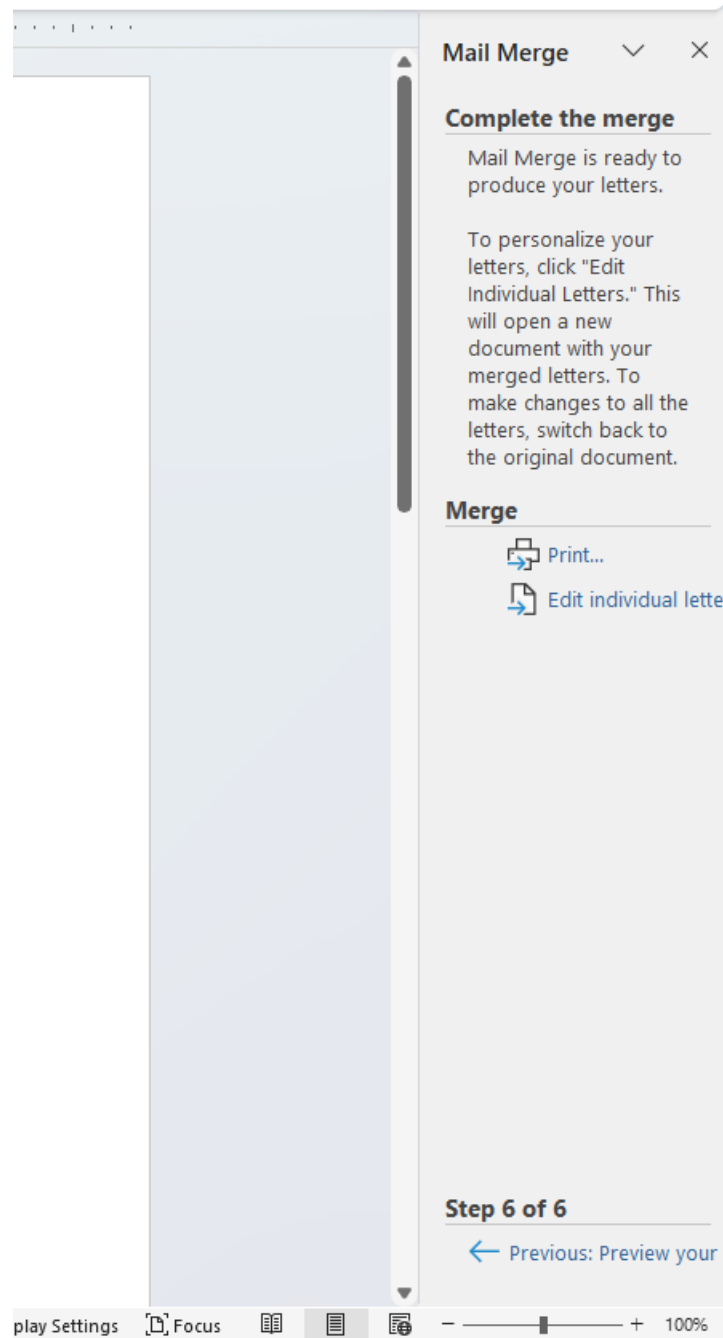 Mail Merge
Complete the merge
Mail Merge is ready to
produce your letters.
To personalize your
letters, click "Edit
Individual Letters." This
will open a new
document with your
merged letters. To
make changes to all the
letters, switch back to
the original document.
Merge
Print...
Edit individual lette
Step 6 of 6
Previous: Preview your
play Settings
Focus
100%